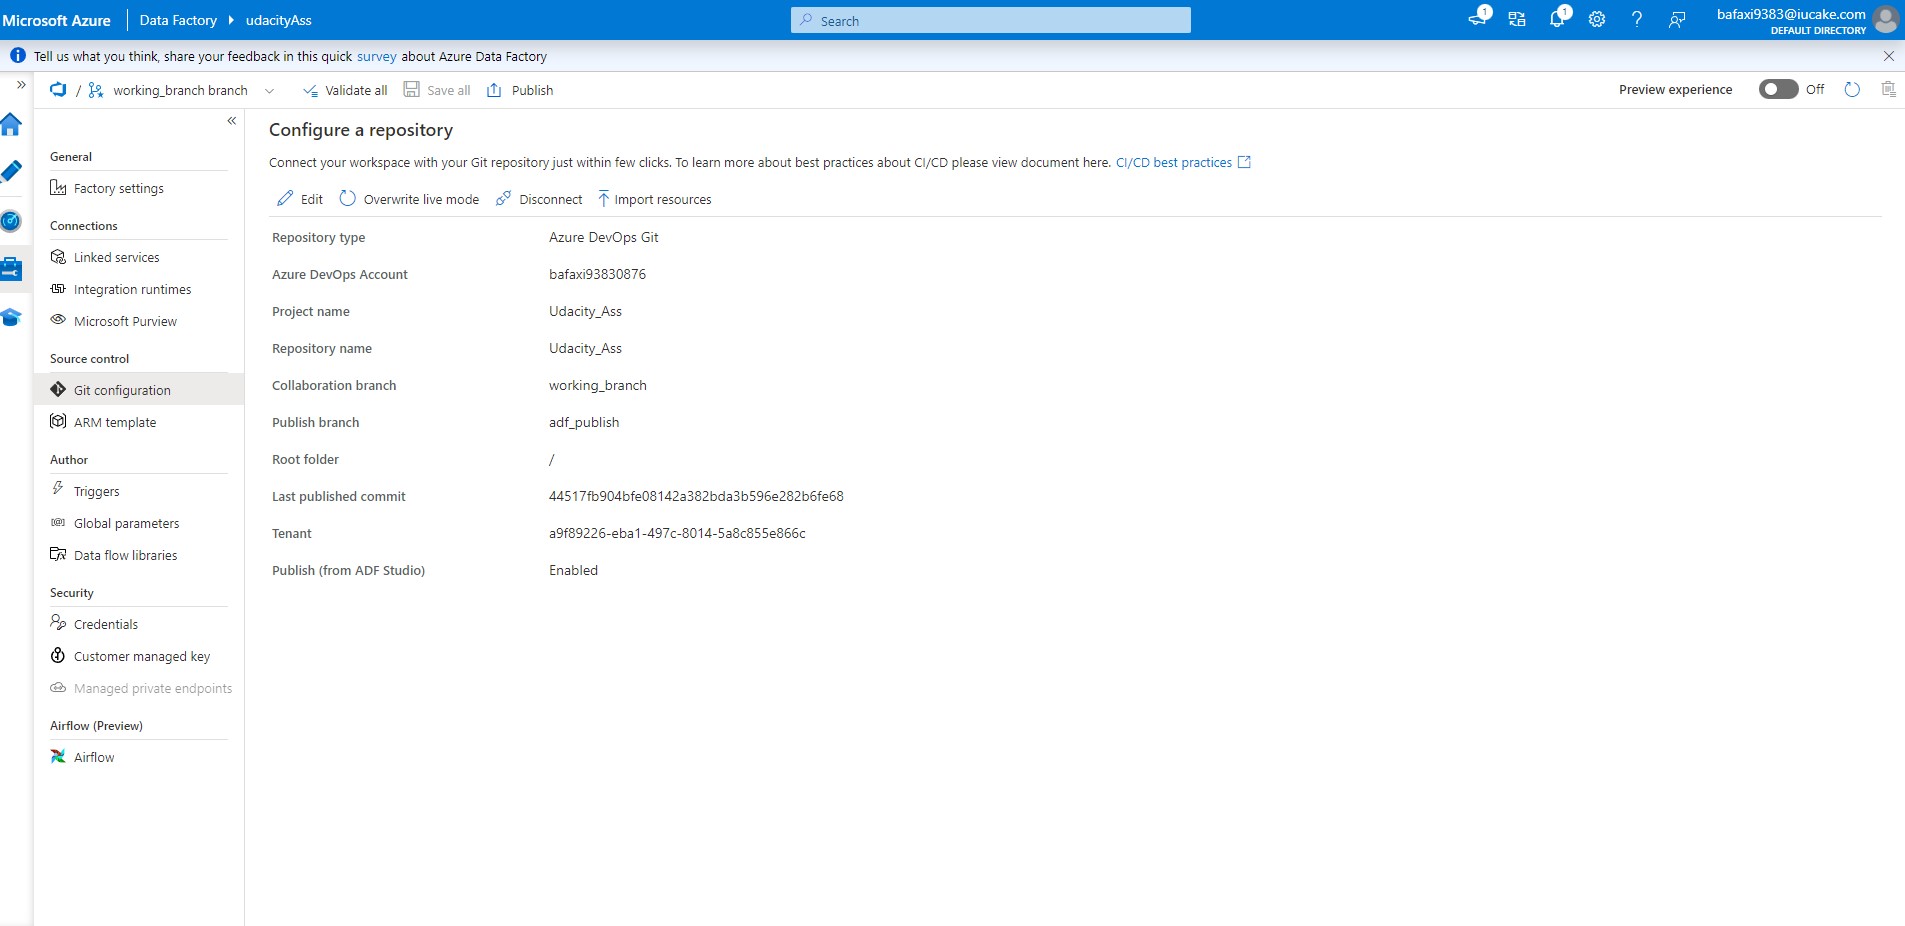 Microsoft Azure Data Factory udacityAss Search 1 1 bafaxi9383@iucake.com
DEFAULT DIRECTORY
Tell us what you think, share your feedback in this quick survey about Azure Data Factory
/ working_branch branch Validate all Save all Publish Preview experience Off
Configure a repository
Connect your workspace with your Git repository just within few clicks. To learn more about best practices about CI/CD please view document here. CI/CD best practices
Edit Overwrite live mode Disconnect Import resources
General
Factory settings
Connections
Linked services
Integration runtimes
Microsoft Purview
Source control
Git configuration
ARM template
Author
Triggers
Global parameters
Data flow libraries
Security
Credentials
Customer managed key
Managed private endpoints
Airflow (Preview)
Airflow
Repository type Azure DevOps Git
Azure DevOps Account bafaxi93830876
Project name Udacity_Ass
Repository name Udacity_Ass
Collaboration branch working_branch
Publish branch adf_publish
Root folder /
Last published commit 44517fb904bfe08142a382bda3b596e282b6fe68
Tenant a9f89226-eba1-497c-8014-5a8c855e866c
Publish (from ADF Studio) Enabled